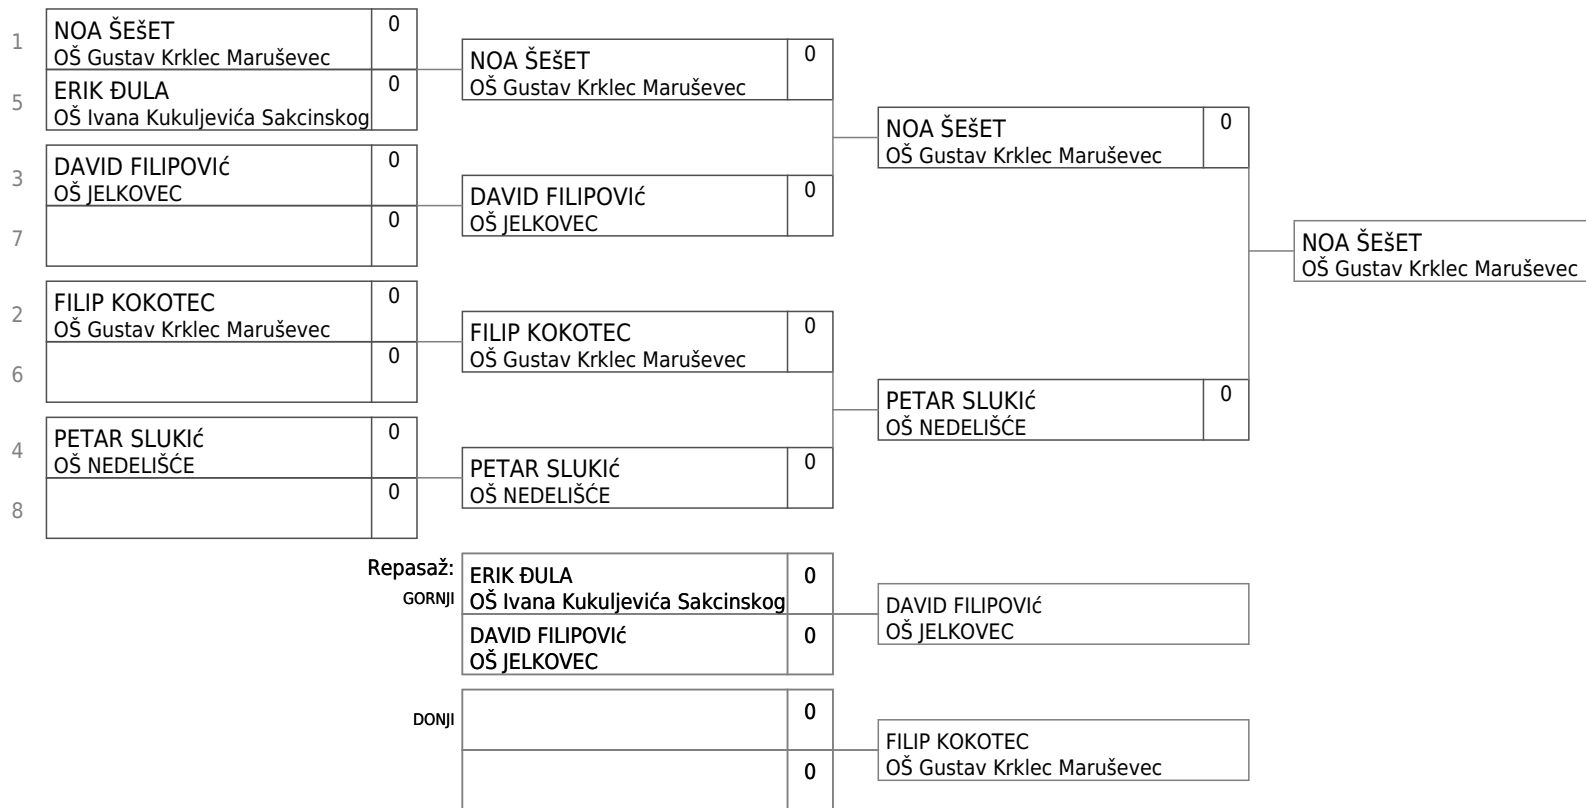 1
NOA ŠEšET
0
OŠ Gustav Krklec Maruševec
5
ERIK ĐULA
0
OŠ Ivana Kukuljevića Sakcinskog
3
DAVID FILIPOVIć
0
OŠ JELKOVEC
7
0
2
FILIP KOKOTEC
0
OŠ Gustav Krklec Maruševec
6
0
4
PETAR SLUKIć
0
OŠ NEDELIŠĆE
8
0
NOA ŠEšET
0
OŠ Gustav Krklec Maruševec
DAVID FILIPOVIć
0
OŠ JELKOVEC
FILIP KOKOTEC
0
OŠ Gustav Krklec Maruševec
PETAR SLUKIć
0
OŠ NEDELIŠĆE
NOA ŠEšET
0
OŠ Gustav Krklec Maruševec
PETAR SLUKIć
0
OŠ NEDELIŠĆE
NOA ŠEšET
OŠ Gustav Krklec Maruševec
Repasaž:
GORNJI
ERIK ĐULA
0
OŠ Ivana Kukuljevića Sakcinskog
DAVID FILIPOVIć
0
OŠ JELKOVEC
DAVID FILIPOVIć
OŠ JELKOVEC
DONJI
0
0
FILIP KOKOTEC
OŠ Gustav Krklec Maruševec